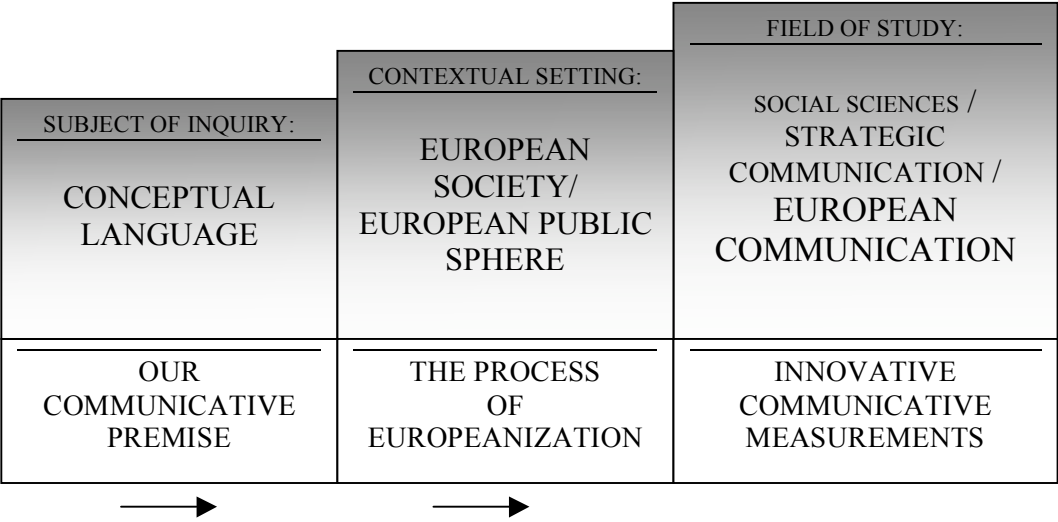 SUBJECT OF INQUIRY:
CONCEPTUAL
LANGUAGE
OUR
COMMUNICATIVE
PREMISE
CONTEXTUAL SETTING:
EUROPEAN
SOCIETY/
EUROPEAN PUBLIC
SPHERE
THE PROCESS
OF
EUROPEANIZATION
FIELD OF STUDY:
SOCIAL SCIENCES /
STRATEGIC
COMMUNICATION /
EUROPEAN
COMMUNICATION
INNOVATIVE
COMMUNICATIVE
MEASUREMENTS